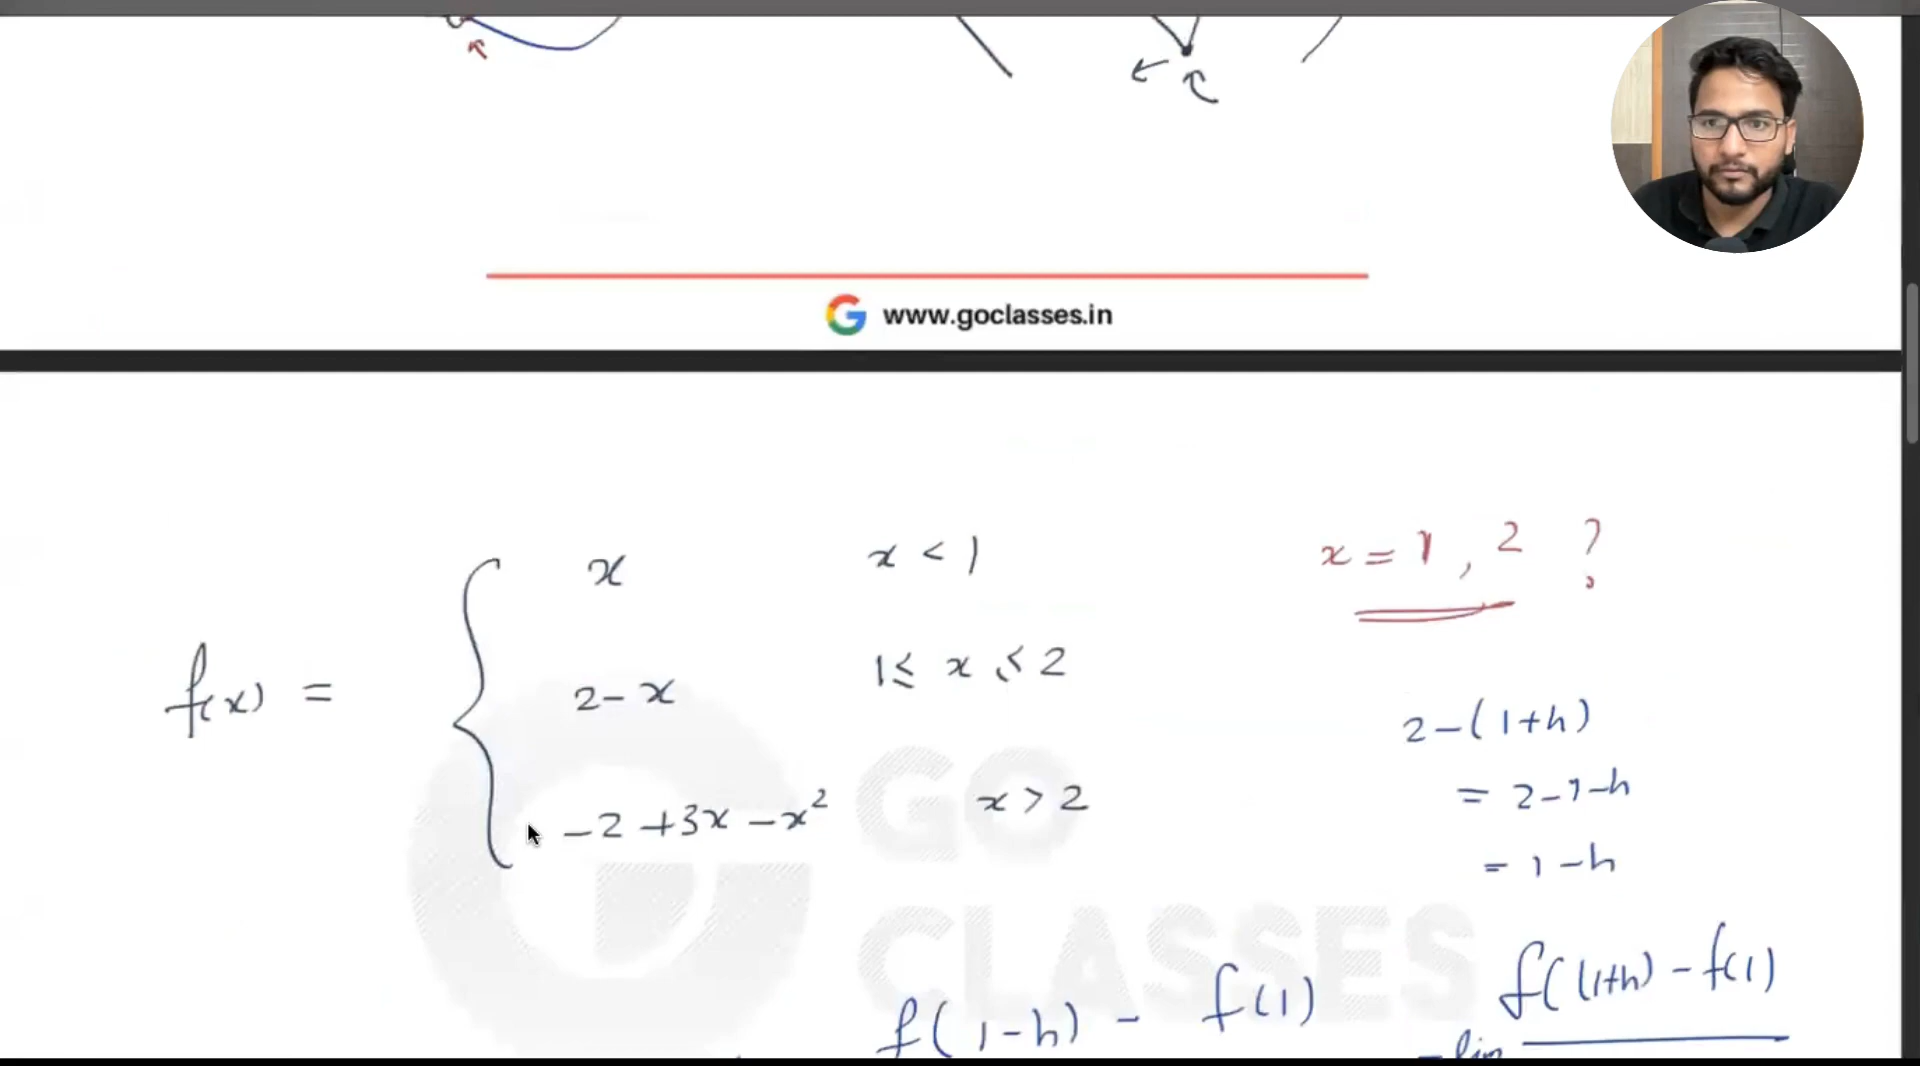 www.goclasses.in
x    x < 1    x = 1, 2 ?
f(x) =    2-x    1 ≤ x ≤ 2
2-(1+h)
-2 +3x -x²    x > 2    = 2-1-h
= 1-h
GO
CLASSES
f(1-h) - f(1)    f(1+h) - f(1)
- lim